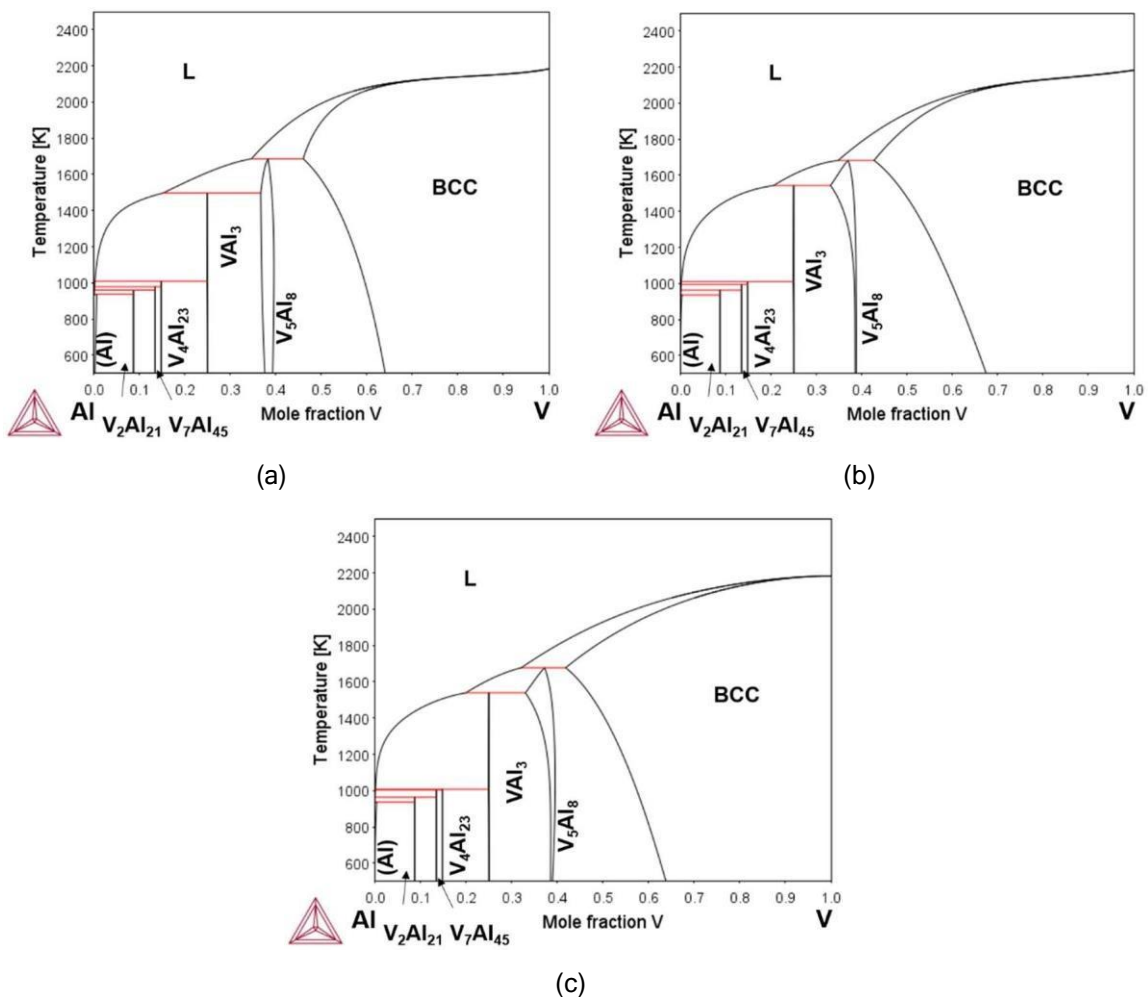 2400
2200
2000
1800
1600
1400
1200
1000
800
600
Temperature [K]
L
BCC
VAl₃
V₅Al₈
V₄Al₂₃
(Al)
0.0 0.1 0.2 0.3 0.4 0.5 0.6 0.7 0.8 0.9 1.0
Al Mole fraction V V
V₂Al₂₁ V₇Al₄₅
(a)
2400
2200
2000
1800
1600
1400
1200
1000
800
600
Temperature [K]
L
BCC
VAl₃
V₅Al₈
V₄Al₂₃
(Al)
0.0 0.1 0.2 0.3 0.4 0.5 0.6 0.7 0.8 0.9 1.0
Al Mole fraction V V
V₂Al₂₁ V₇Al₄₅
(b)
2400
2200
2000
1800
1600
1400
1200
1000
800
600
Temperature [K]
L
BCC
VAl₃
V₅Al₈
V₄Al₂₃
(Al)
0.0 0.1 0.2 0.3 0.4 0.5 0.6 0.7 0.8 0.9 1.0
Al Mole fraction V V
V₂Al₂₁ V₇Al₄₅
(c)